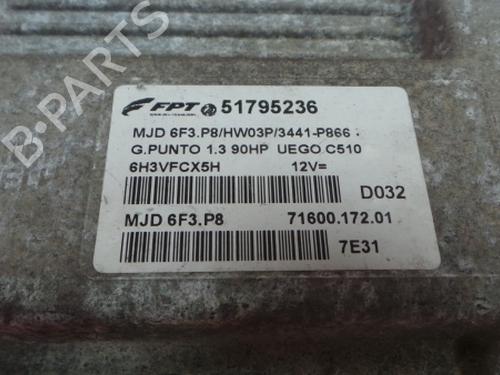 FPT 51795236
MJD 6F3.P8/HW03P/3441-P866
G.PUNTO 1.3 90HP UEGO C510
6H3VFCX5H 12V=
D032
MJD 6F3.P8 71600.172.01
7E31
B-PARTS